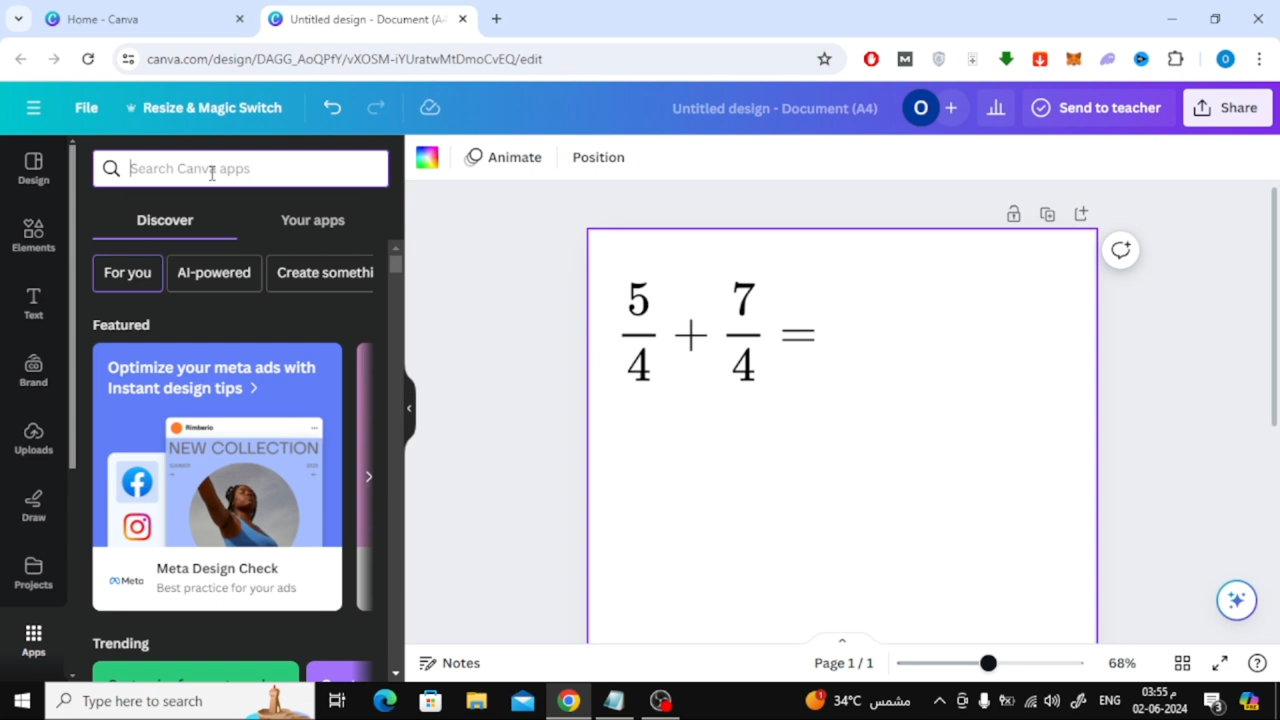 Home - Canva
Untitled design - Document (A4
canva.com/design/DAGG_AoQPfY/vXOSM-iYUratwMtDmoCvEQ/edit
File
Resize & Magic Switch
Untitled design - Document (A4)
O
Send to teacher
Share
Design
Elements
Text
Brand
Uploads
Draw
Projects
Apps
Search Canva apps
Discover
Your apps
For you
AI-powered
Create somethi
Featured
Optimize your meta ads with
Instant design tips >
Rimberio
NEW COLLECTION
Meta
Meta Design Check
Best practice for your ads
Trending
Animate
Position
5/4 + 7/4 =
Notes
Page 1 / 1
68%
Type here to search
34°C مشمس
ENG
03:55 م
02-06-2024
3